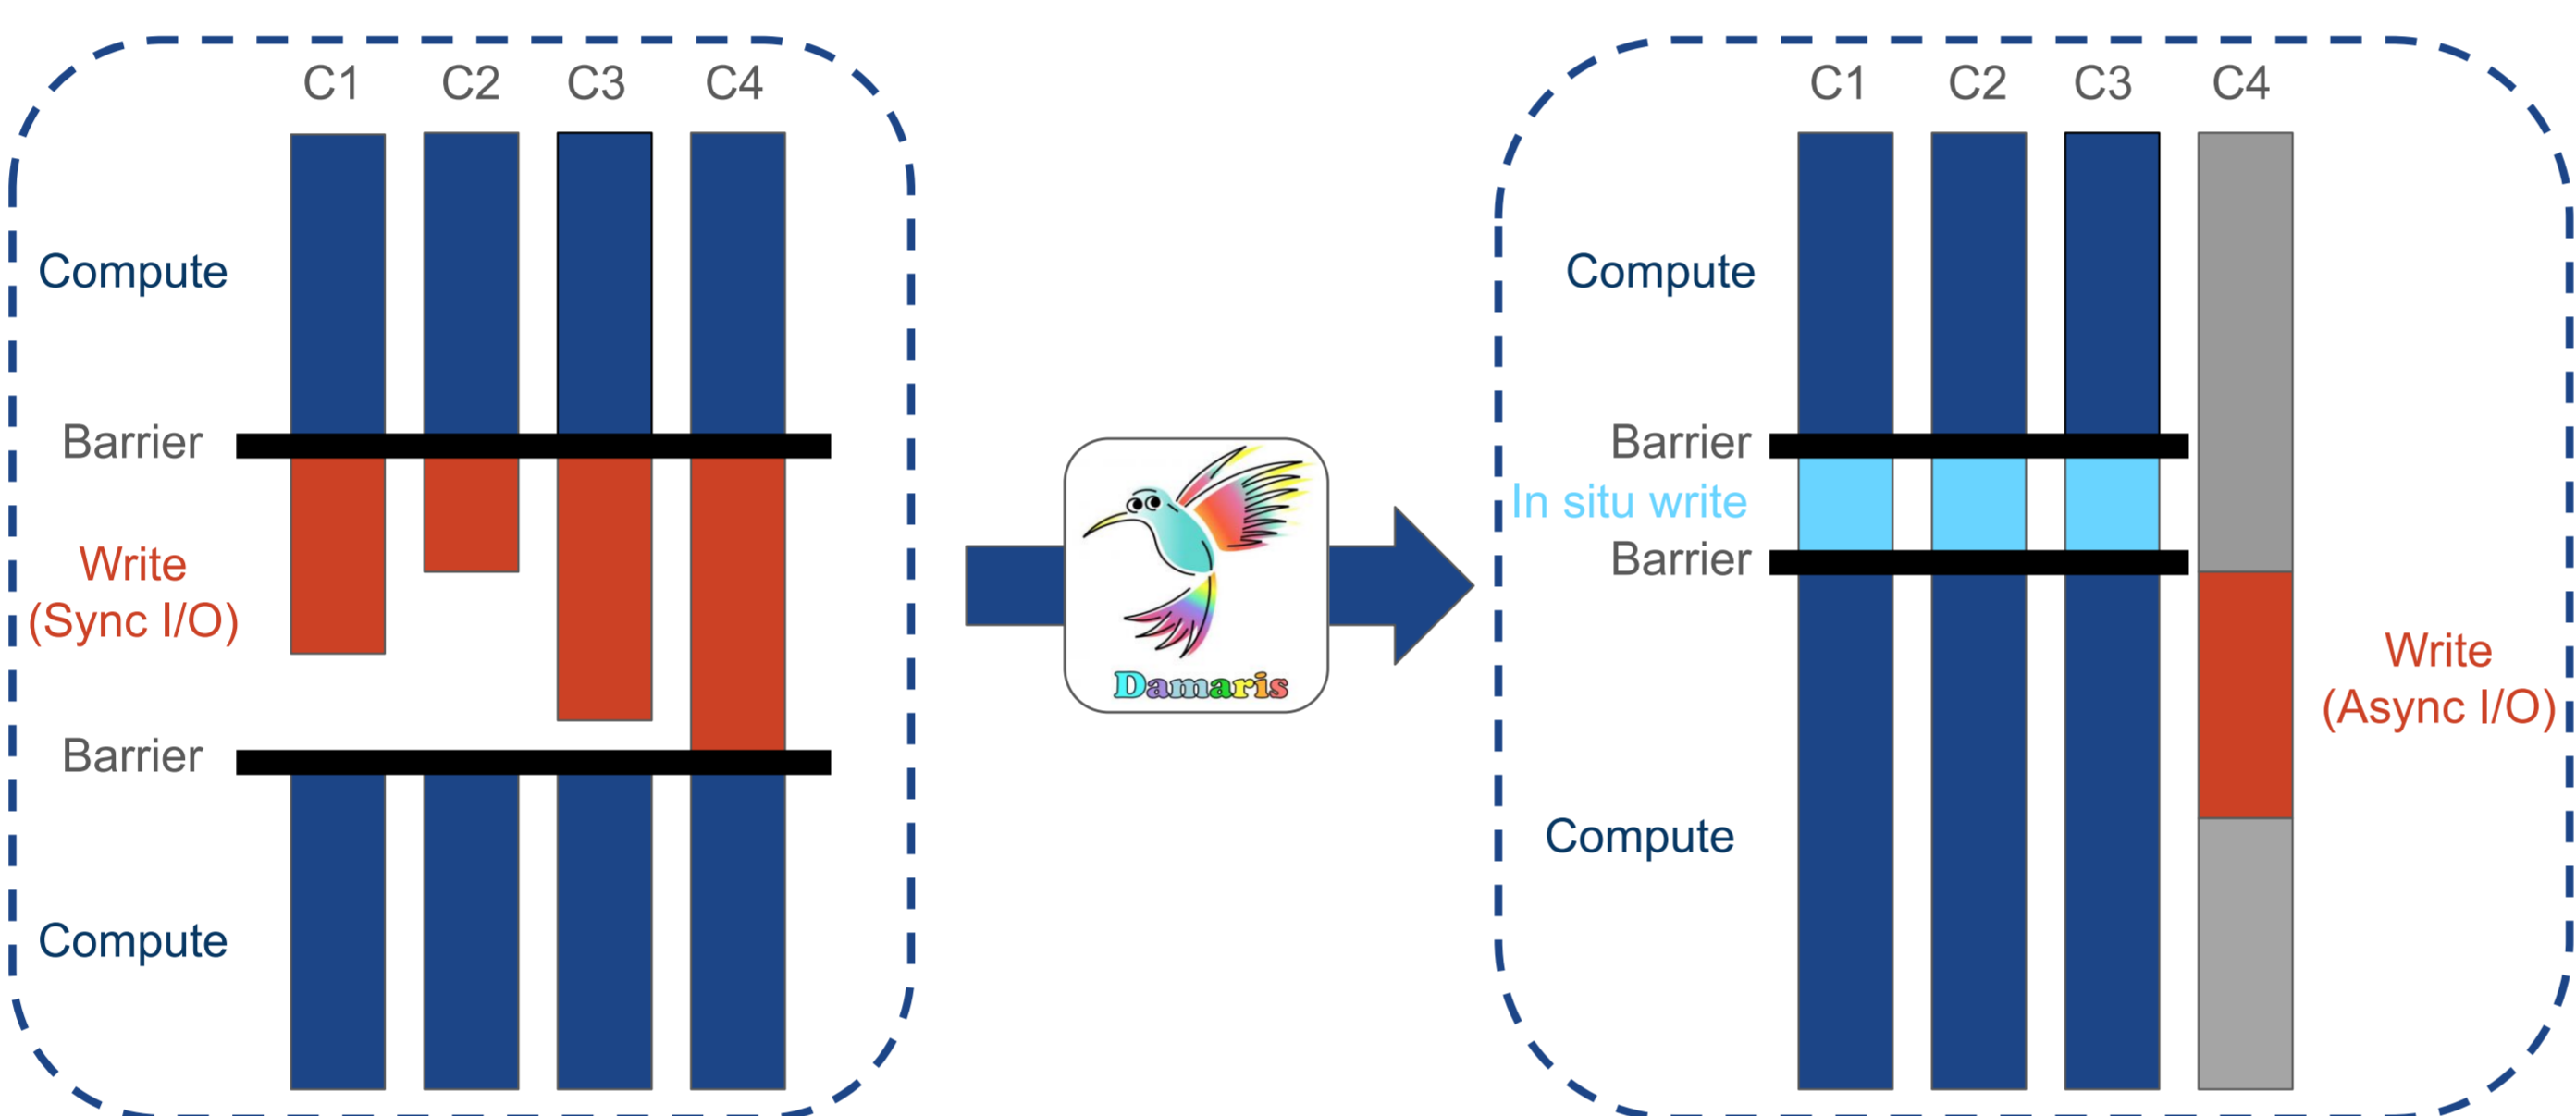 C1 C2 C3 C4
Compute
Barrier
Write
(Sync I/O)
Barrier
Compute
Damaris
C1 C2 C3 C4
Compute
Barrier
In situ write
Barrier
Write
(Async I/O)
Compute